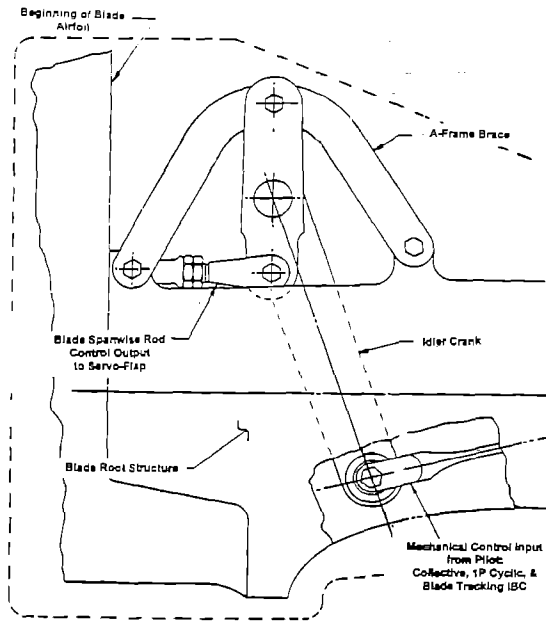 Beginning of Blade
Airfoil
A-Frame Brace
Blade Spanwise Rod
Control Output
to Servo-Flap
Idler Crank
Blade Root Structure
Mechanical Control Input
from Pilot:
Collective, 1P Cyclic, &
Blade Tracking IBC